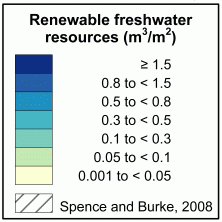 Renewable freshwater
resources (m³/m²)
≥ 1.5
0.8 to < 1.5
0.5 to < 0.8
0.3 to < 0.5
0.1 to < 0.3
0.05 to < 0.1
0.001 to < 0.05
Spence and Burke, 2008